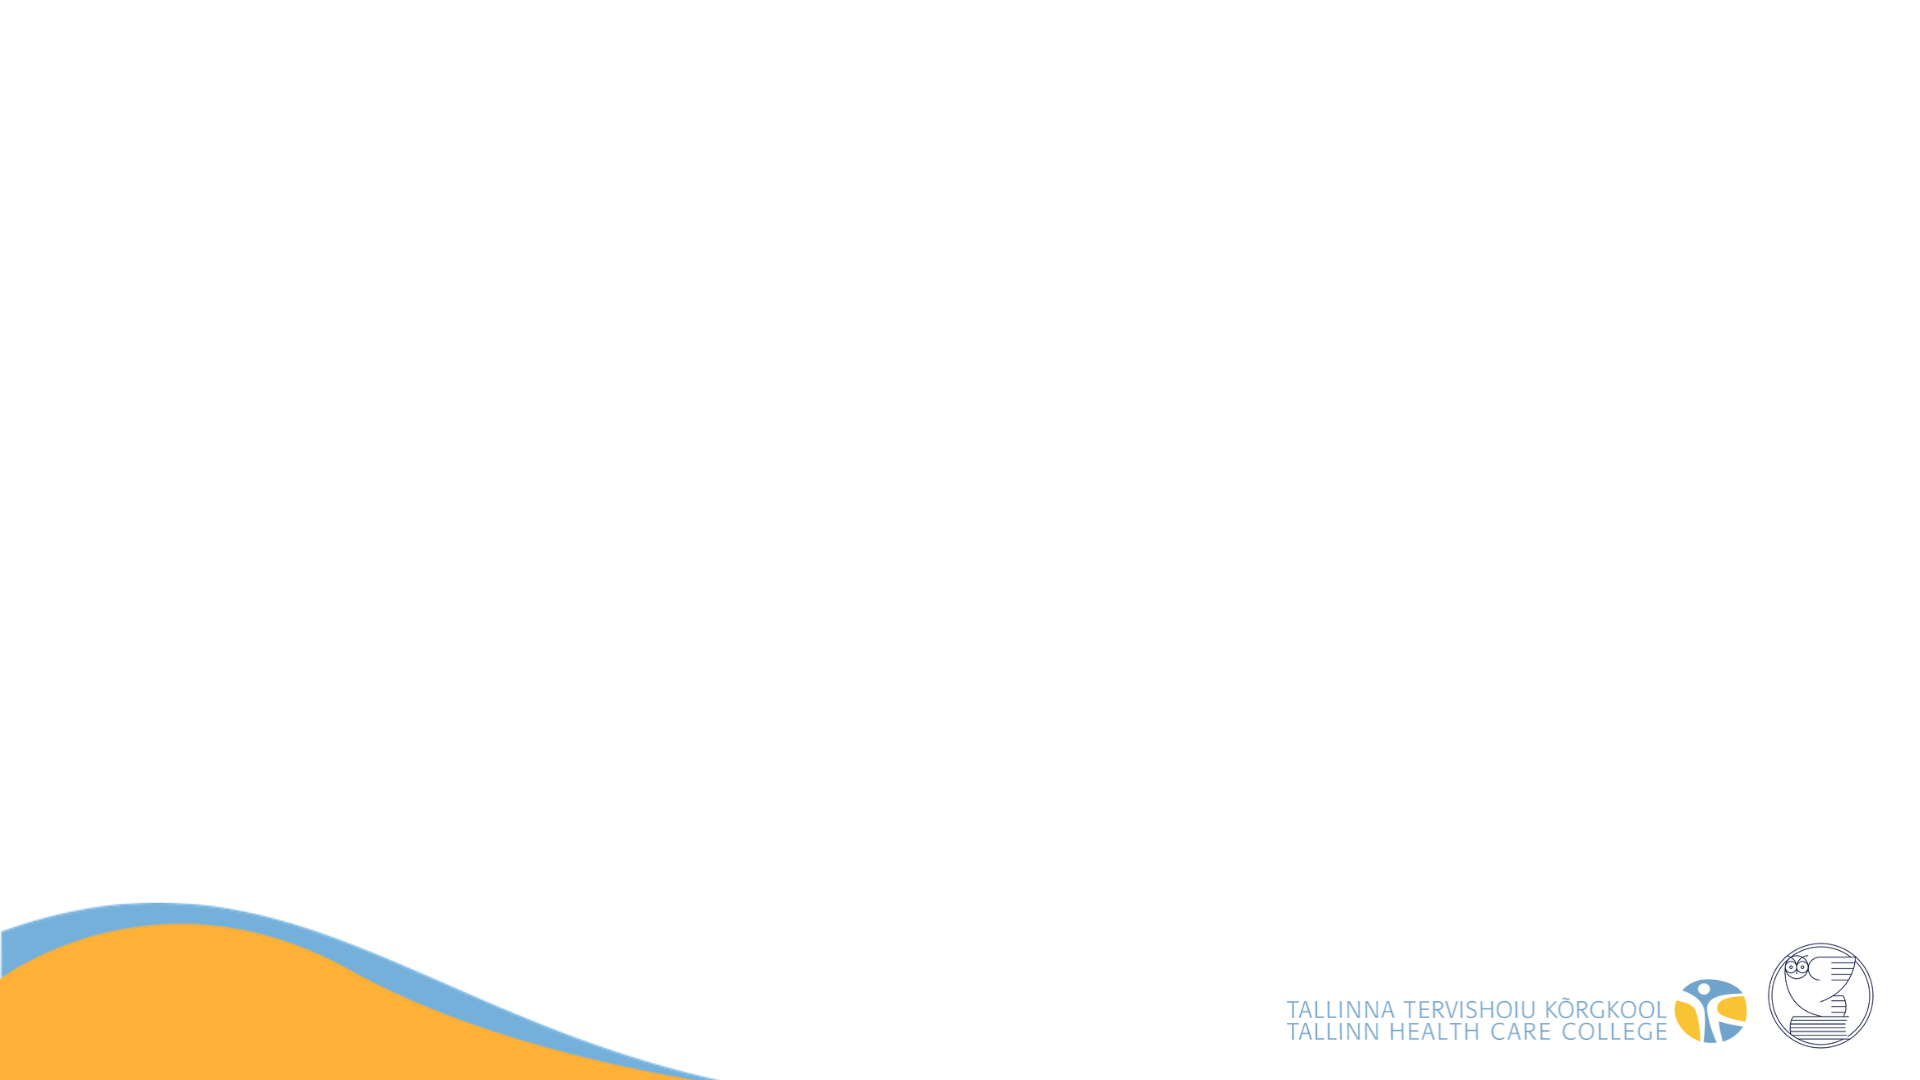 TALLINNA TERVISHOIU KÕRGKOOL
TALLINN HEALTH CARE COLLEGE